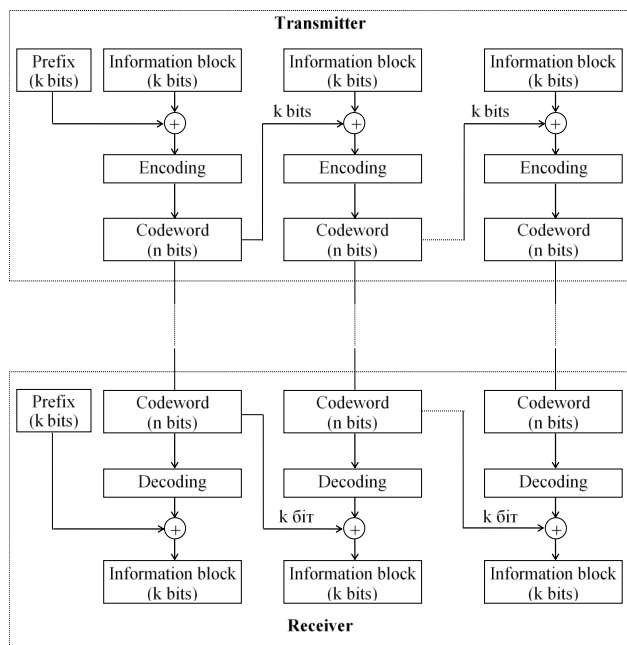 Transmitter
Prefix
(k bits)
Information block
(k bits)
Information block
(k bits)
Information block
(k bits)
+
k bits
+
k bits
+
Encoding
Encoding
Encoding
Codeword
(n bits)
Codeword
(n bits)
Codeword
(n bits)
Prefix
(k bits)
Codeword
(n bits)
Codeword
(n bits)
Codeword
(n bits)
Decoding
Decoding
Decoding
+
k біт
+
k біт
+
Information block
(k bits)
Information block
(k bits)
Information block
(k bits)
Receiver